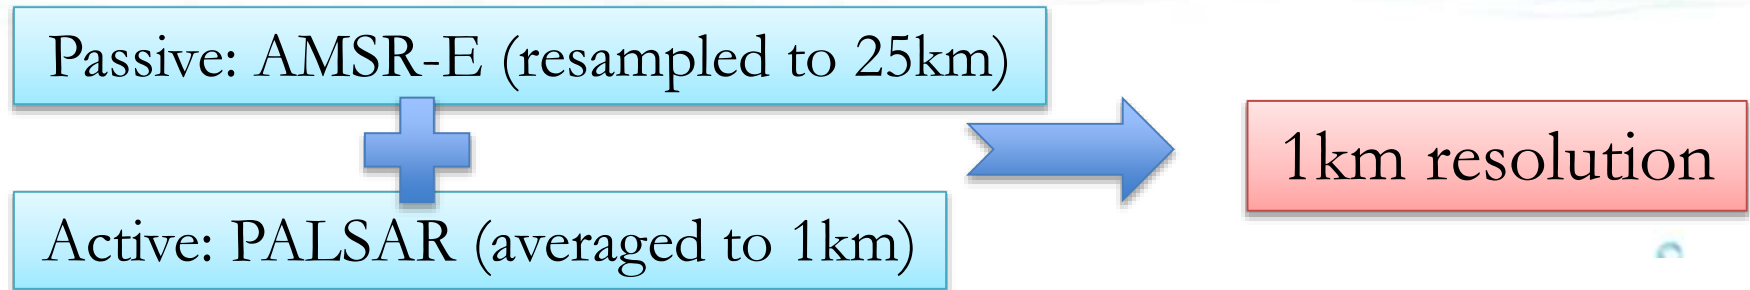 Passive: AMSR-E (resampled to 25km)
1km resolution
Active: PALSAR (averaged to 1km)